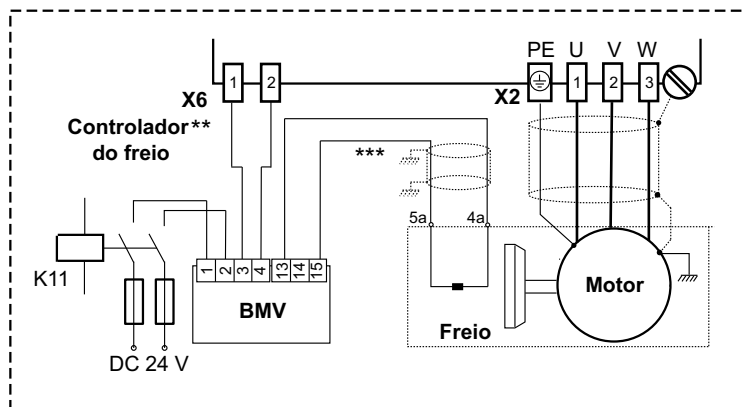 PE U V W
1 2
1 2 3
X6
X2
Controlador**
do freio
***
5a 4a
K11
1 2 3 4 13 14 15
BMV
Motor
Freio
DC 24 V